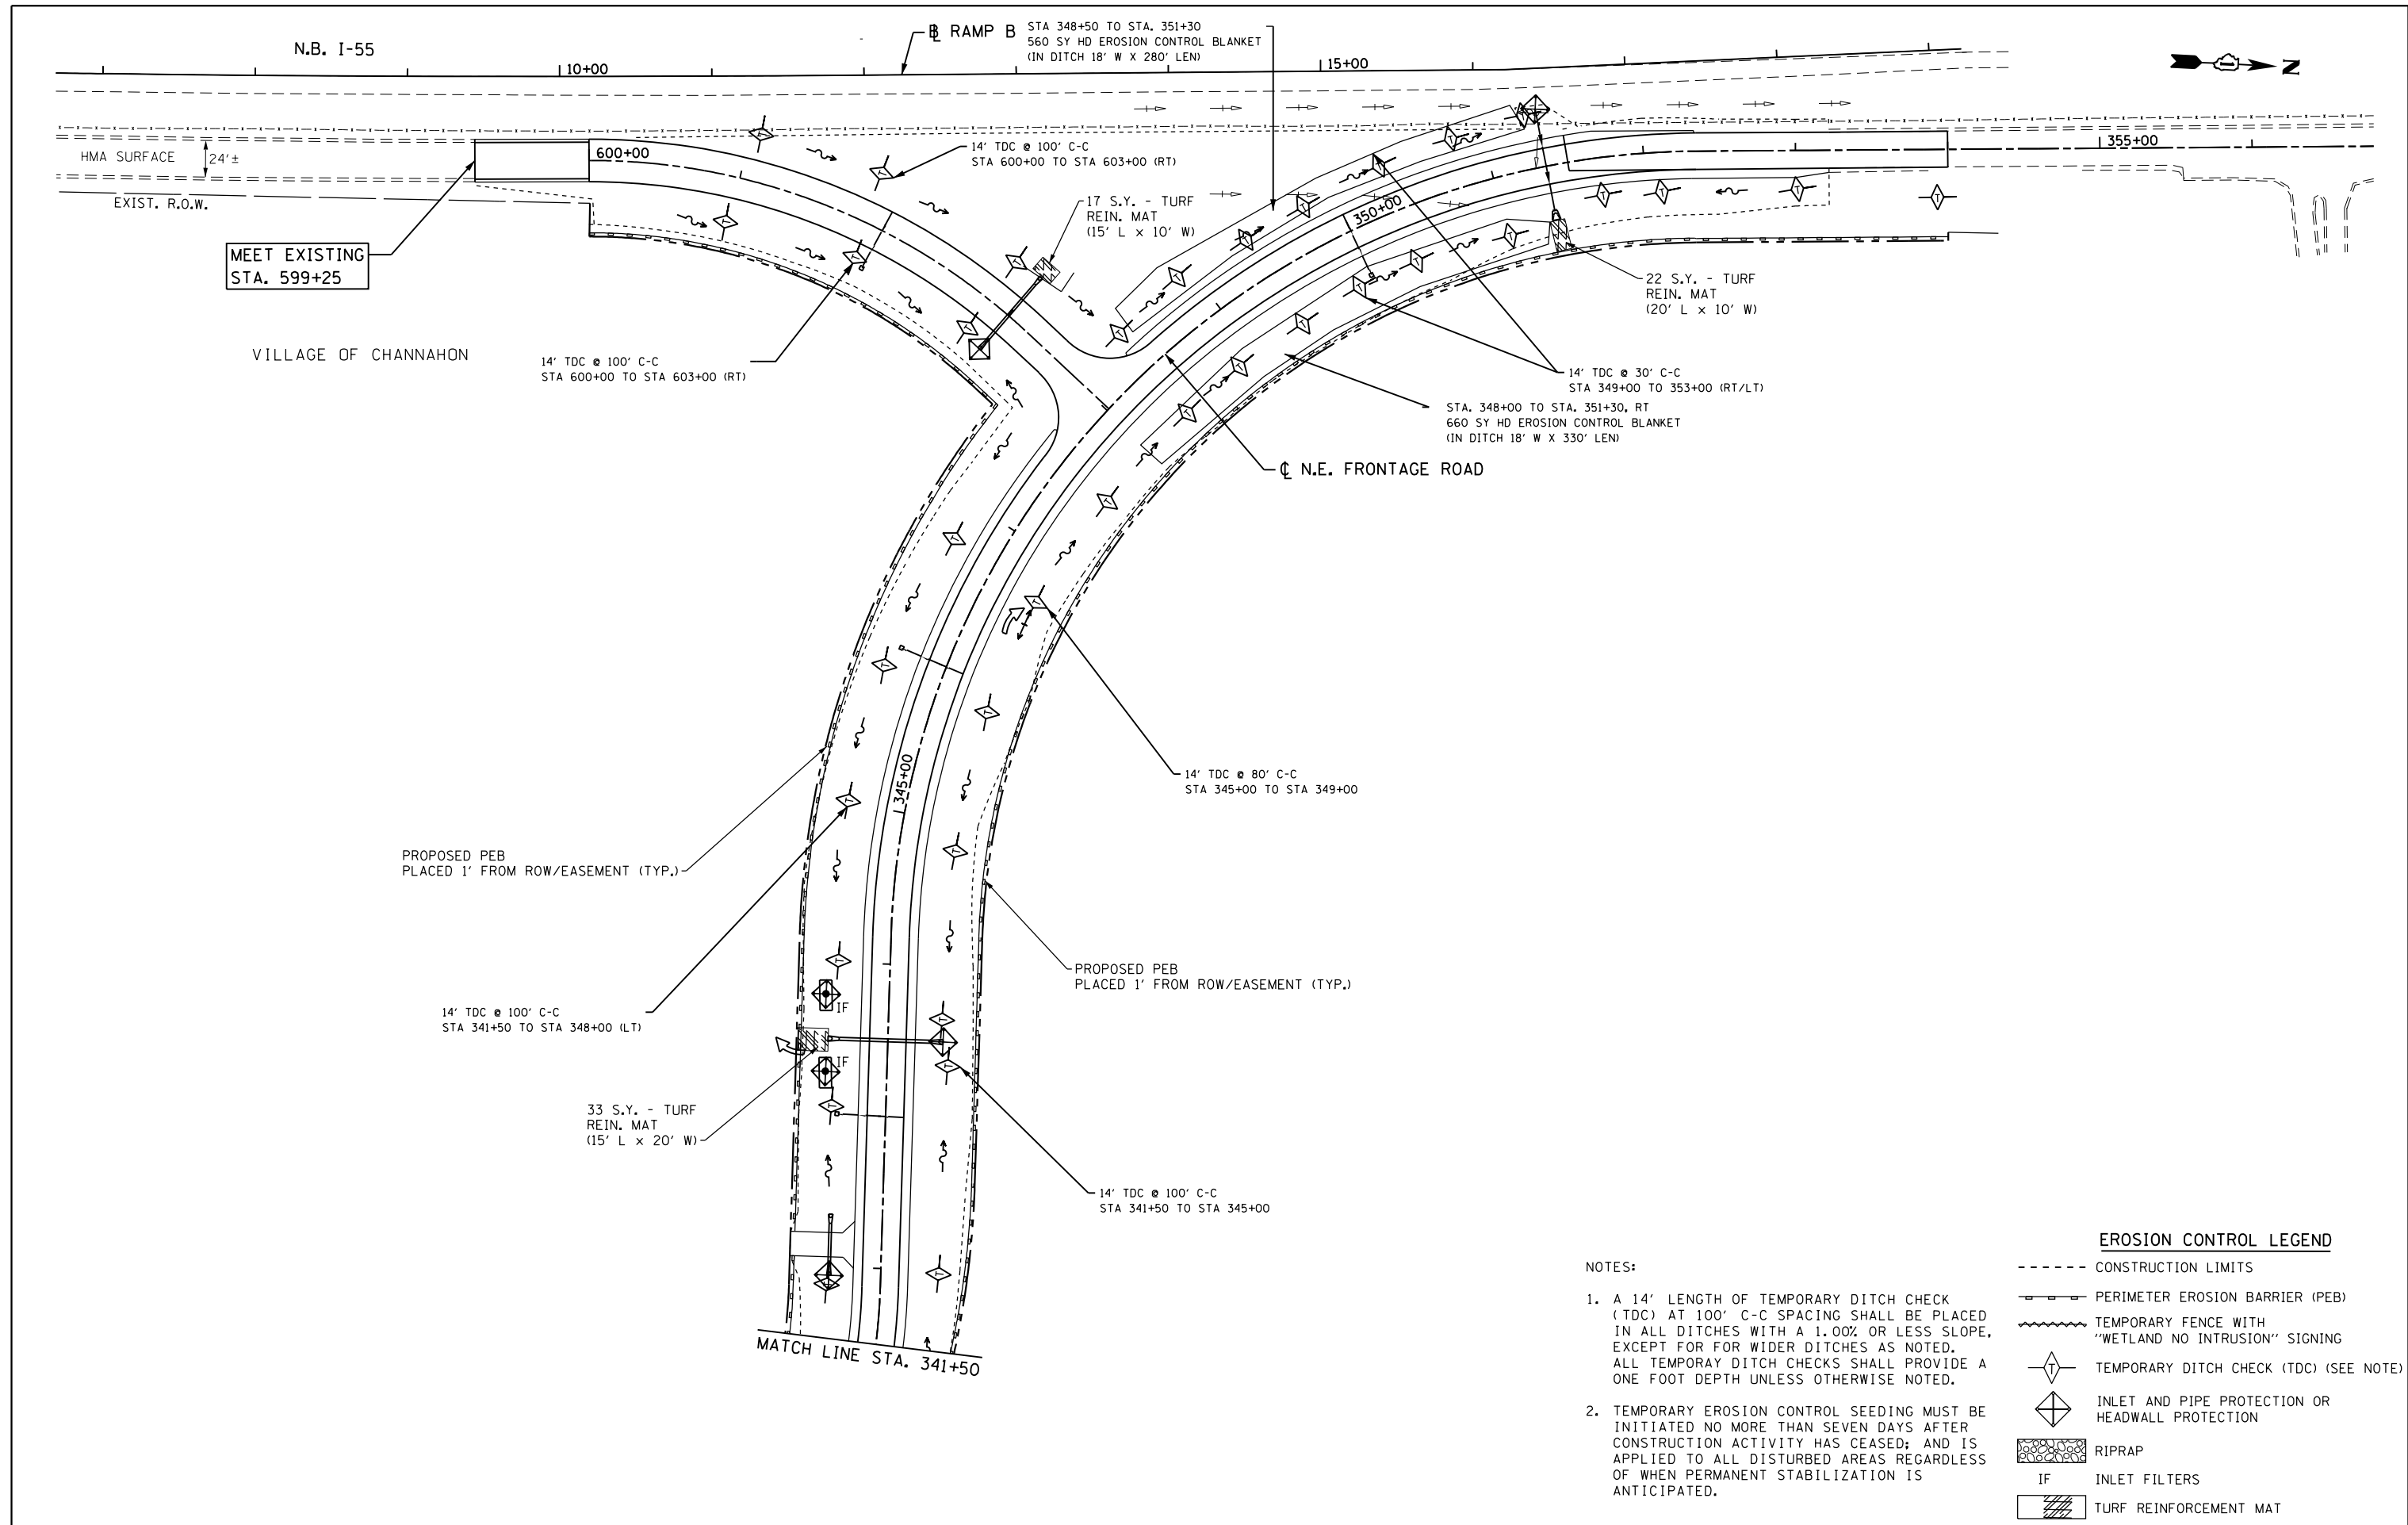 N.B. I-55
℄ RAMP B
STA 348+50 TO STA. 351+30
560 SY HD EROSION CONTROL BLANKET
(IN DITCH 18' W X 280' LEN)
10+00
15+00
N
HMA SURFACE
24'±
600+00
14' TDC @ 100' C-C
STA 600+00 TO STA 603+00 (RT)
355+00
EXIST. R.O.W.
17 S.Y. - TURF
REIN. MAT
(15' L x 10' W)
350+00
MEET EXISTING
STA. 599+25
22 S.Y. - TURF
REIN. MAT
(20' L x 10' W)
VILLAGE OF CHANNAHON
14' TDC @ 100' C-C
STA 600+00 TO STA 603+00 (RT)
14' TDC @ 30' C-C
STA 349+00 TO 353+00 (RT/LT)
STA. 348+00 TO STA. 351+30, RT
660 SY HD EROSION CONTROL BLANKET
(IN DITCH 18' W X 330' LEN)
℄ N.E. FRONTAGE ROAD
345+00
14' TDC @ 80' C-C
STA 345+00 TO STA 349+00
PROPOSED PEB
PLACED 1' FROM ROW/EASEMENT (TYP.)
PROPOSED PEB
PLACED 1' FROM ROW/EASEMENT (TYP.)
14' TDC @ 100' C-C
STA 341+50 TO STA 348+00 (LT)
IF
IF
33 S.Y. - TURF
REIN. MAT
(15' L x 20' W)
14' TDC @ 100' C-C
STA 341+50 TO STA 345+00
MATCH LINE STA. 341+50
NOTES:
1. A 14' LENGTH OF TEMPORARY DITCH CHECK
(TDC) AT 100' C-C SPACING SHALL BE PLACED
IN ALL DITCHES WITH A 1.00% OR LESS SLOPE,
EXCEPT FOR FOR WIDER DITCHES AS NOTED.
ALL TEMPORAY DITCH CHECKS SHALL PROVIDE A
ONE FOOT DEPTH UNLESS OTHERWISE NOTED.
2. TEMPORARY EROSION CONTROL SEEDING MUST BE
INITIATED NO MORE THAN SEVEN DAYS AFTER
CONSTRUCTION ACTIVITY HAS CEASED; AND IS
APPLIED TO ALL DISTURBED AREAS REGARDLESS
OF WHEN PERMANENT STABILIZATION IS
ANTICIPATED.
EROSION CONTROL LEGEND
CONSTRUCTION LIMITS
PERIMETER EROSION BARRIER (PEB)
TEMPORARY FENCE WITH
"WETLAND NO INTRUSION" SIGNING
T TEMPORARY DITCH CHECK (TDC) (SEE NOTE)
INLET AND PIPE PROTECTION OR
HEADWALL PROTECTION
RIPRAP
IF INLET FILTERS
TURF REINFORCEMENT MAT